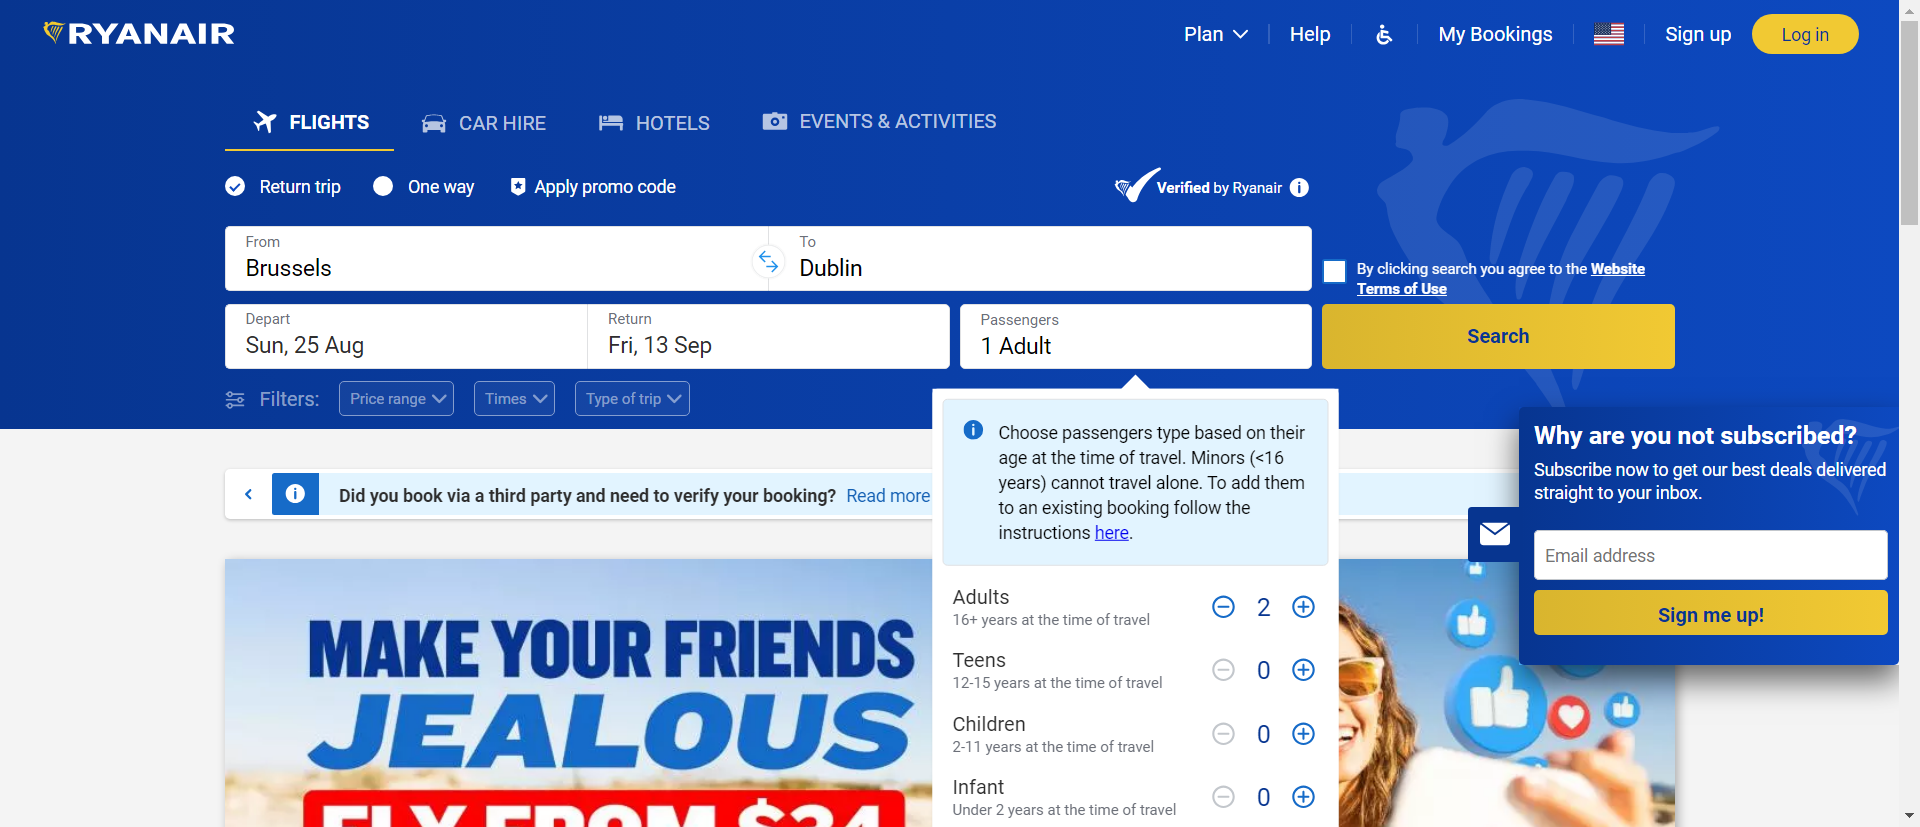 RYANAIR
Plan
Help
My Bookings
Sign up
Log in
FLIGHTS
CAR HIRE
HOTELS
EVENTS & ACTIVITIES
Return trip
One way
Apply promo code
Verified by Ryanair
From
Brussels
To
Dublin
By clicking search you agree to the Website
Terms of Use
Depart
Sun, 25 Aug
Return
Fri, 13 Sep
Passengers
1 Adult
Search
Filters:
Price range
Times
Type of trip
Choose passengers type based on their
age at the time of travel. Minors (<16
years) cannot travel alone. To add them
to an existing booking follow the
instructions here.
Why are you not subscribed?
Subscribe now to get our best deals delivered
straight to your inbox.
Email address
Sign me up!
Did you book via a third party and need to verify your booking? Read more
Adults
16+ years at the time of travel
2
Teens
12-15 years at the time of travel
0
Children
2-11 years at the time of travel
0
Infant
Under 2 years at the time of travel
0
MAKE YOUR FRIENDS
JEALOUS
FLY FROM $24